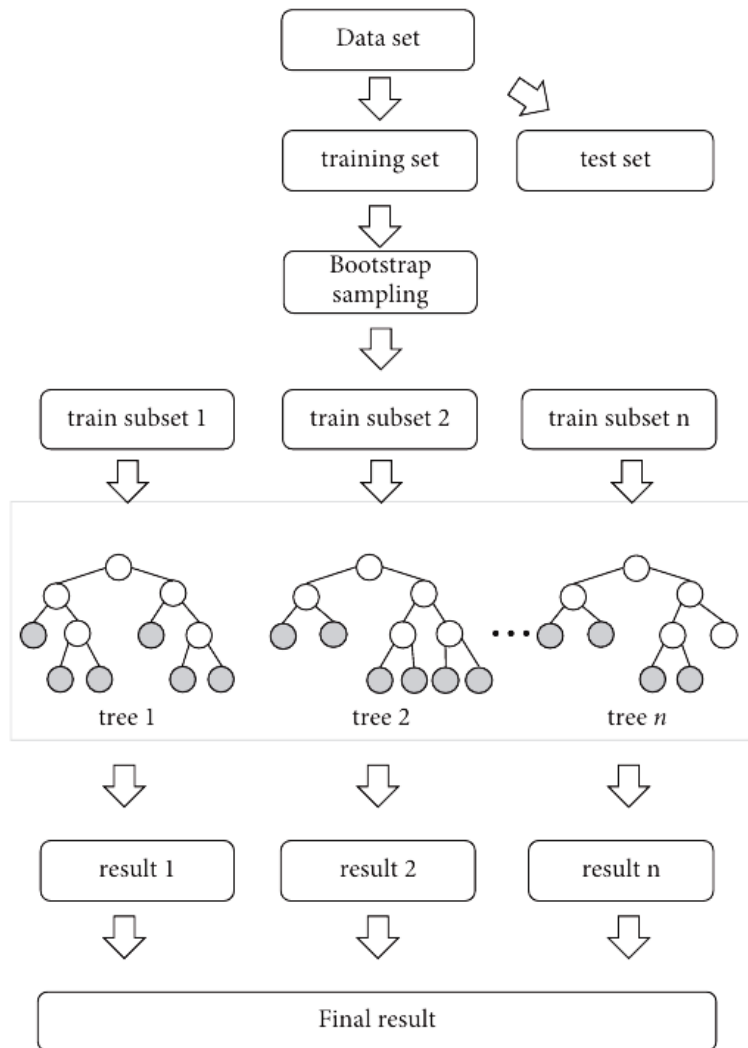 Data set
training set
test set
Bootstrap
sampling
train subset 1
train subset 2
train subset n
...
tree 1
tree 2
tree n
result 1
result 2
result n
Final result